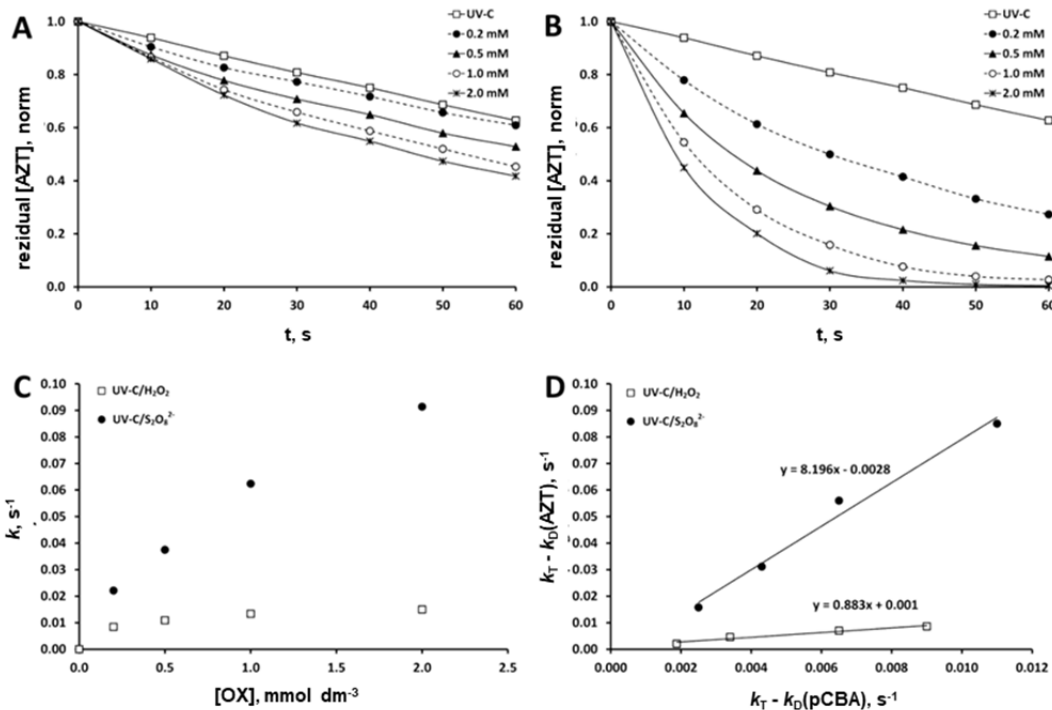 A
UV-C
0.2 mM
0.5 mM
1.0 mM
2.0 mM
1.0
0.8
0.6
0.4
0.2
0.0
0
10
20
30
40
50
60
rezidual [AZT], norm
t, s
B
UV-C
0.2 mM
0.5 mM
1.0 mM
2.0 mM
1.0
0.8
0.6
0.4
0.2
0.0
0
10
20
30
40
50
60
rezidual [AZT], norm
t, s
C
UV-C/H₂O₂
UV-C/S₂O₈²⁻
0.10
0.09
0.08
0.07
0.06
0.05
0.04
0.03
0.02
0.01
0.00
0.0
0.5
1.0
1.5
2.0
2.5
k, s⁻¹
[OX], mmol dm⁻³
D
UV-C/H₂O₂
UV-C/S₂O₈²⁻
0.10
0.09
0.08
0.07
0.06
0.05
0.04
0.03
0.02
0.01
0.00
y = 8.196x - 0.0028
y = 0.883x + 0.001
0.000
0.002
0.004
0.006
0.008
0.010
0.012
k_T - k_D(AZT), s⁻¹
k_T - k_D(pCBA), s⁻¹